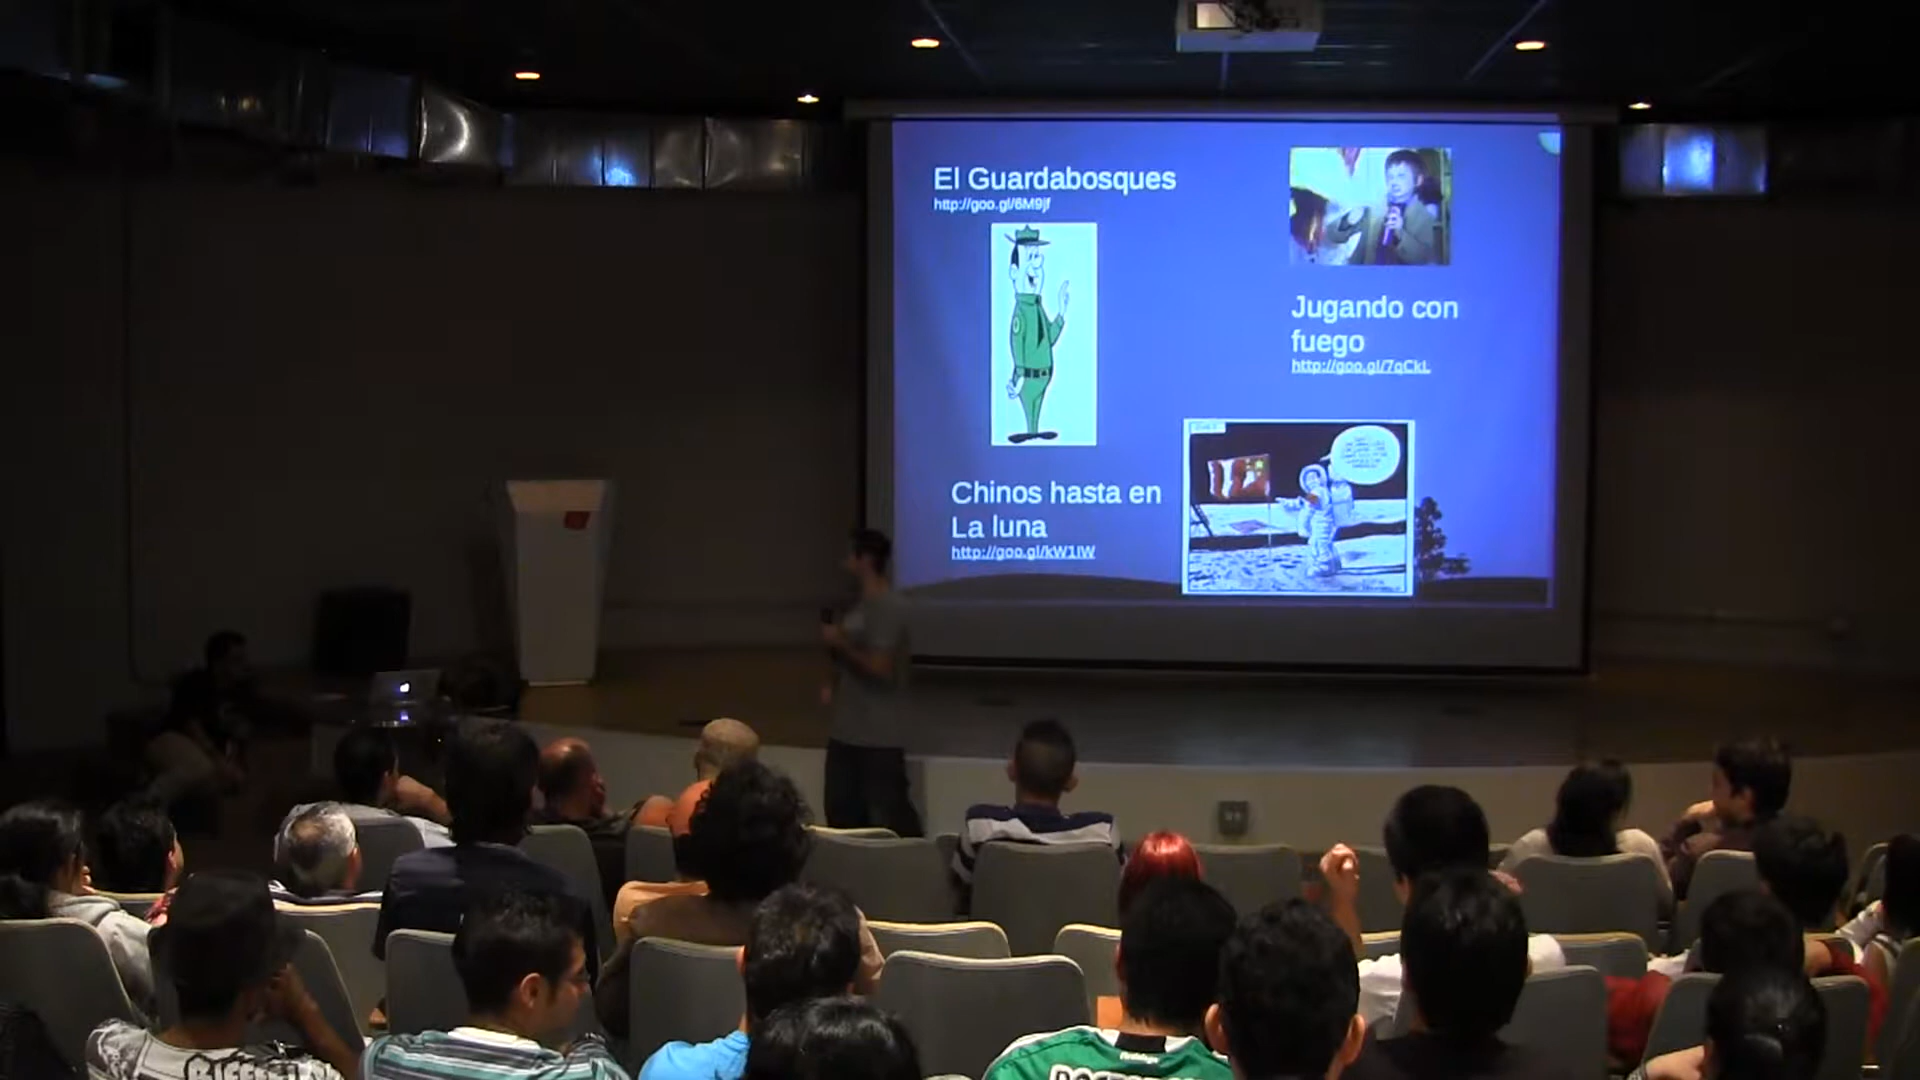 El Guardabosques
http://goo.gl/6M9jf
Jugando con
fuego
http://goo.gl/7qCkL
Chinos hasta en
La luna
http://goo.gl/kW1IW